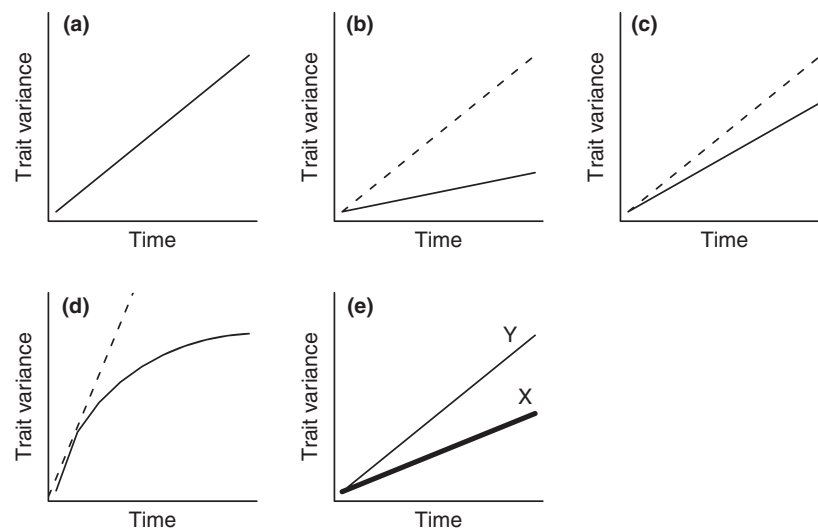 (a)
Trait variance
Time
(b)
Trait variance
Time
(c)
Trait variance
Time
(d)
Trait variance
Time
(e)
Y
X
Trait variance
Time